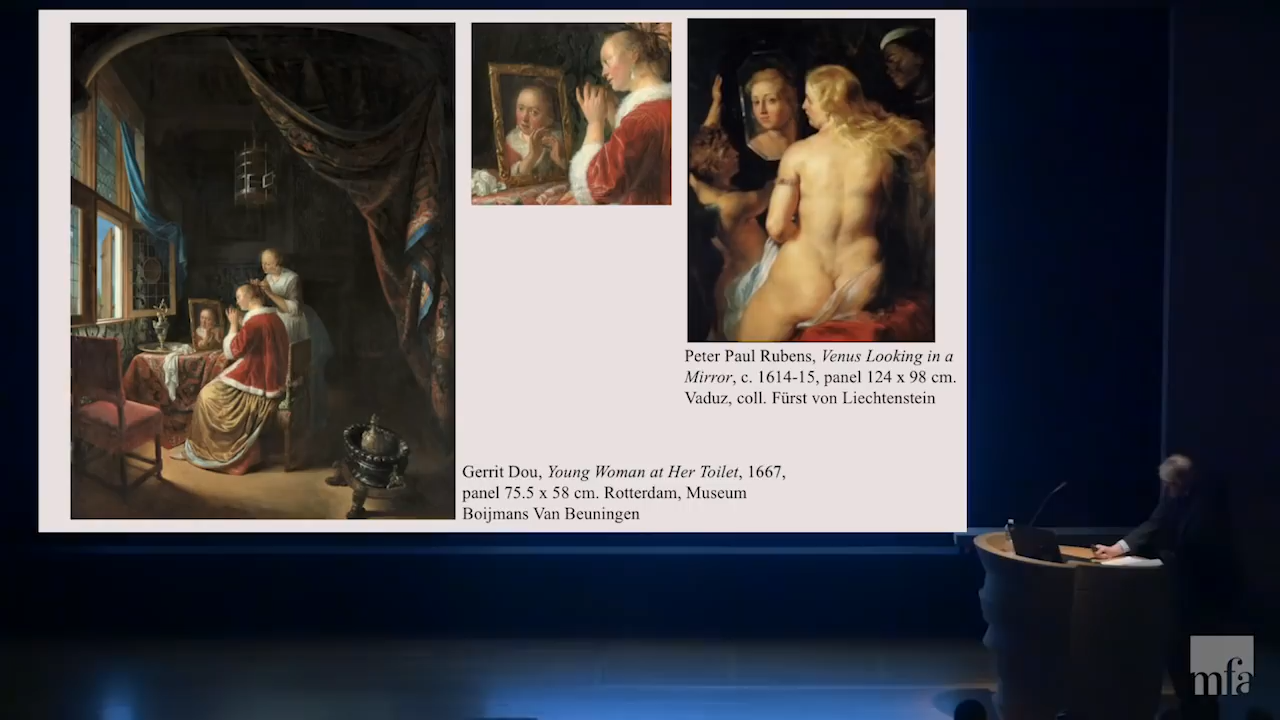 Peter Paul Rubens, Venus Looking in a
Mirror, c. 1614-15, panel 124 x 98 cm.
Vaduz, coll. Fürst von Liechtenstein
Gerrit Dou, Young Woman at Her Toilet, 1667,
panel 75.5 x 58 cm. Rotterdam, Museum
Boijmans Van Beuningen
mfa